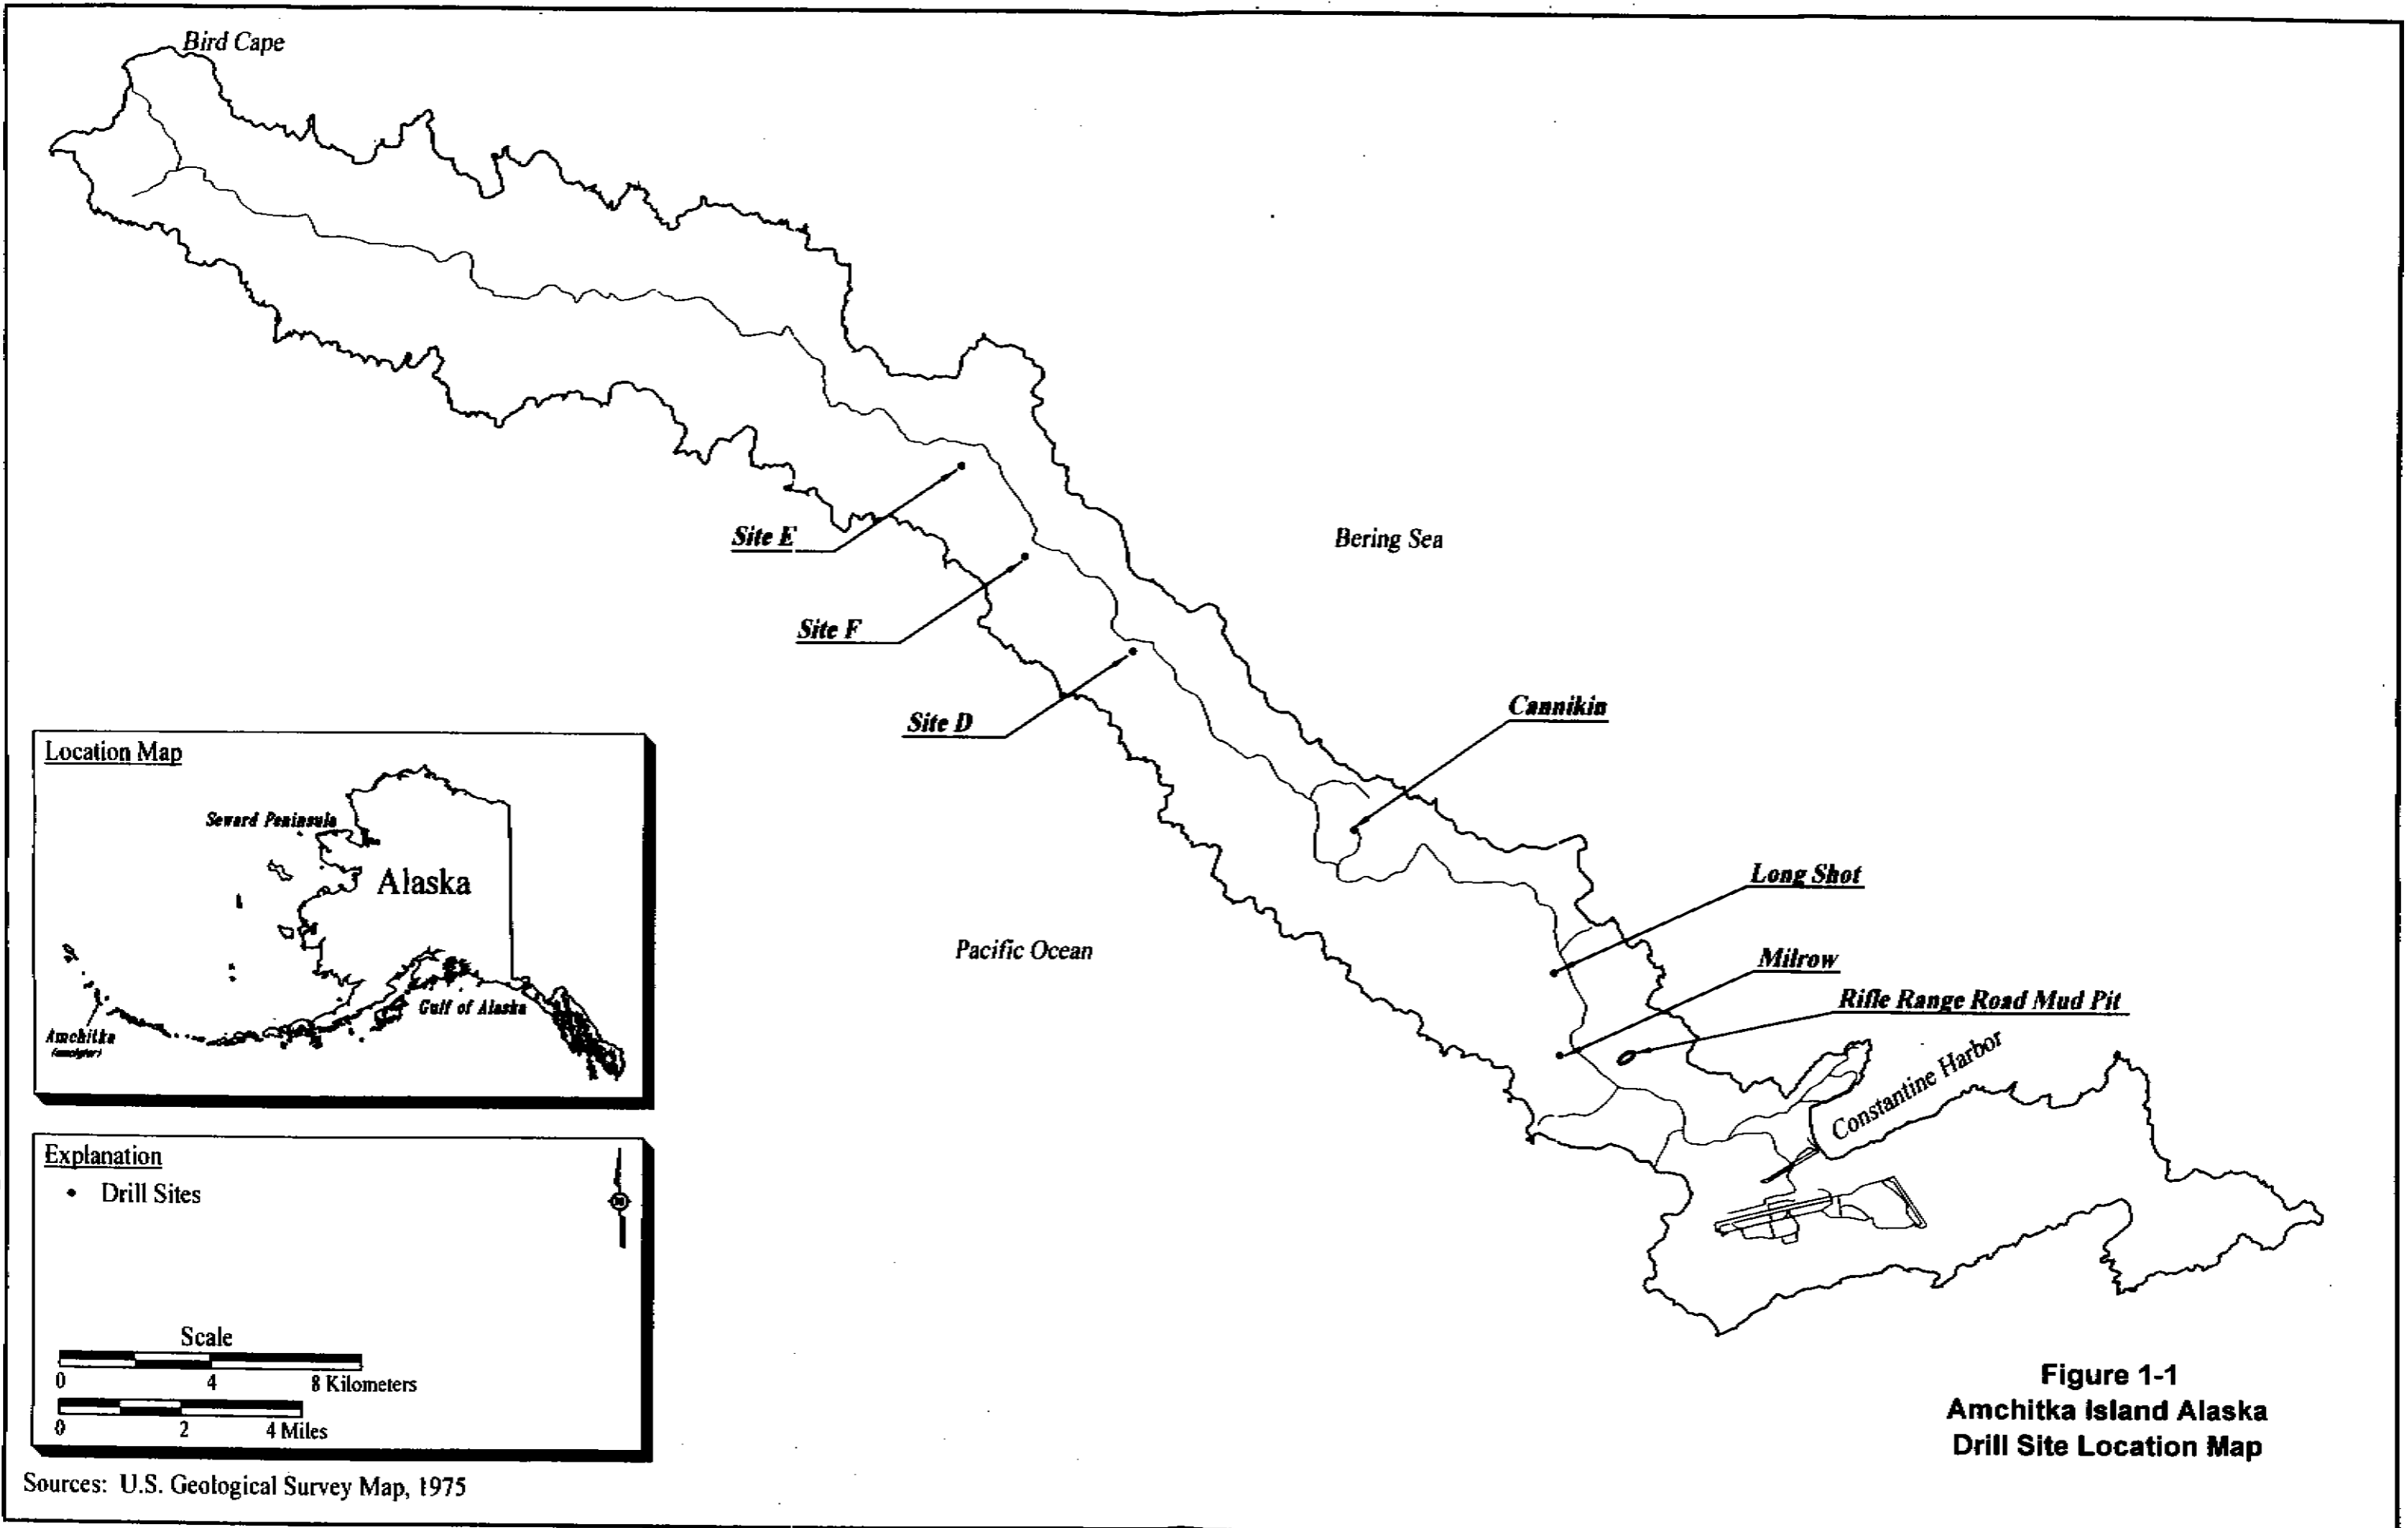 Bird Cape
Site E
Bering Sea
Site F
Site D
Cannikin
Location Map
Seward Peninsula
Alaska
Gulf of Alaska
Amchitka
Long Shot
Pacific Ocean
Milrow
Rifle Range Road Mud Pit
Constantine Harbor
Explanation
• Drill Sites
Scale
0 4 8 Kilometers
0 2 4 Miles
Figure 1-1
Amchitka Island Alaska
Drill Site Location Map
Sources: U.S. Geological Survey Map, 1975